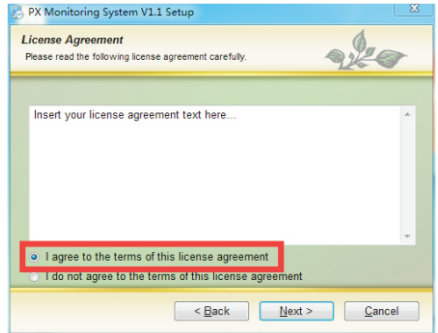 PX Monitoring System V1.1 Setup
License Agreement
Please read the following license agreement carefully.
Insert your license agreement text here...
I agree to the terms of this license agreement
I do not agree to the terms of this license agreement
< Back Next > Cancel